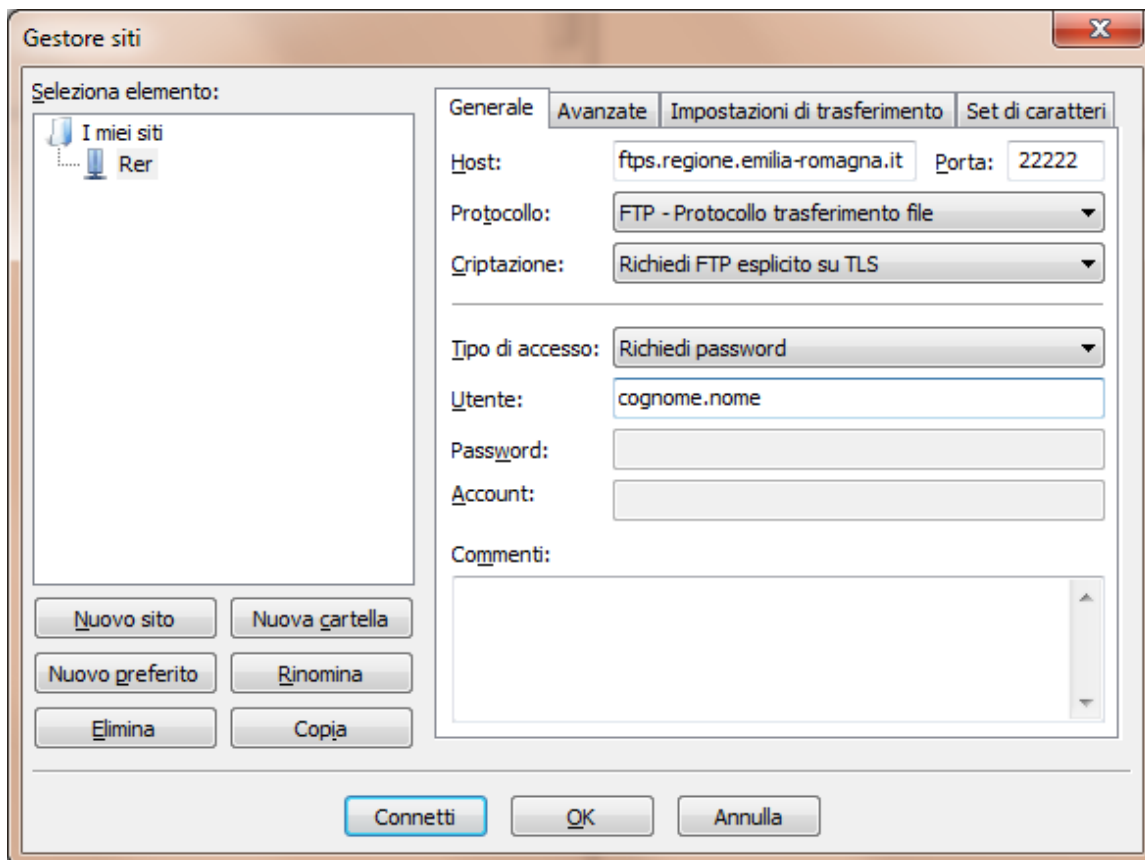 Gestore siti
Seleziona elemento:
I miei siti
Rer
Nuovo sito Nuova cartella
Nuovo preferito Rinomina
Elimina Copia
Generale Avanzate Impostazioni di trasferimento Set di caratteri
Host: ftps.regione.emilia-romagna.it Porta: 22222
Protocollo: FTP - Protocollo trasferimento file
Criptazione: Richiedi FTP esplicito su TLS
Tipo di accesso: Richiedi password
Utente: cognome.nome
Password:
Account:
Commenti:
Connetti OK Annulla